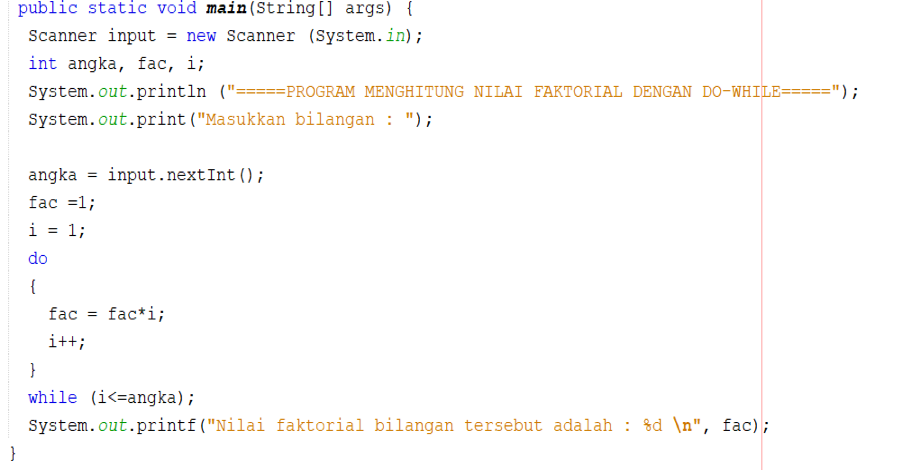 public static void main(String[] args) {
Scanner input = new Scanner (System.in);
int angka, fac, i;
System.out.println ("=====PROGRAM MENGHITUNG NILAI FAKTORIAL DENGAN DO-WHILE=====");
System.out.print("Masukkan bilangan : ");
angka = input.nextInt();
fac =1;
i = 1;
do
{
fac = fac*i;
i++;
}
while (i<=angka);
System.out.printf("Nilai faktorial bilangan tersebut adalah : %d \n", fac);
}